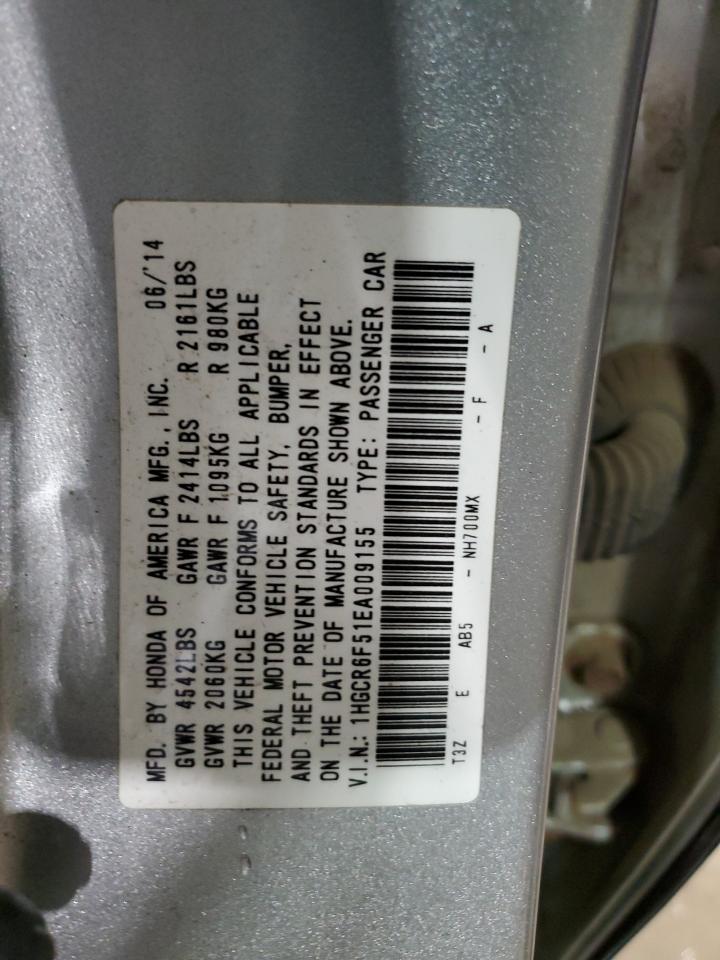 MFD. BY HONDA OF AMERICA MFG., INC. 06/'14
GVWR 4542LBS GAWR F 2414LBS R 2161LBS
GVWR 2060KG GAWR F 1095KG R 980KG
THIS VEHICLE CONFORMS TO ALL APPLICABLE
FEDERAL MOTOR VEHICLE SAFETY, BUMPER,
AND THEFT PREVENTION STANDARDS IN EFFECT
ON THE DATE OF MANUFACTURE SHOWN ABOVE.
V.I.N.: 1HGCR6F51EA009155 TYPE: PASSENGER CAR
T3Z E AB5 - NH700MX - F - A